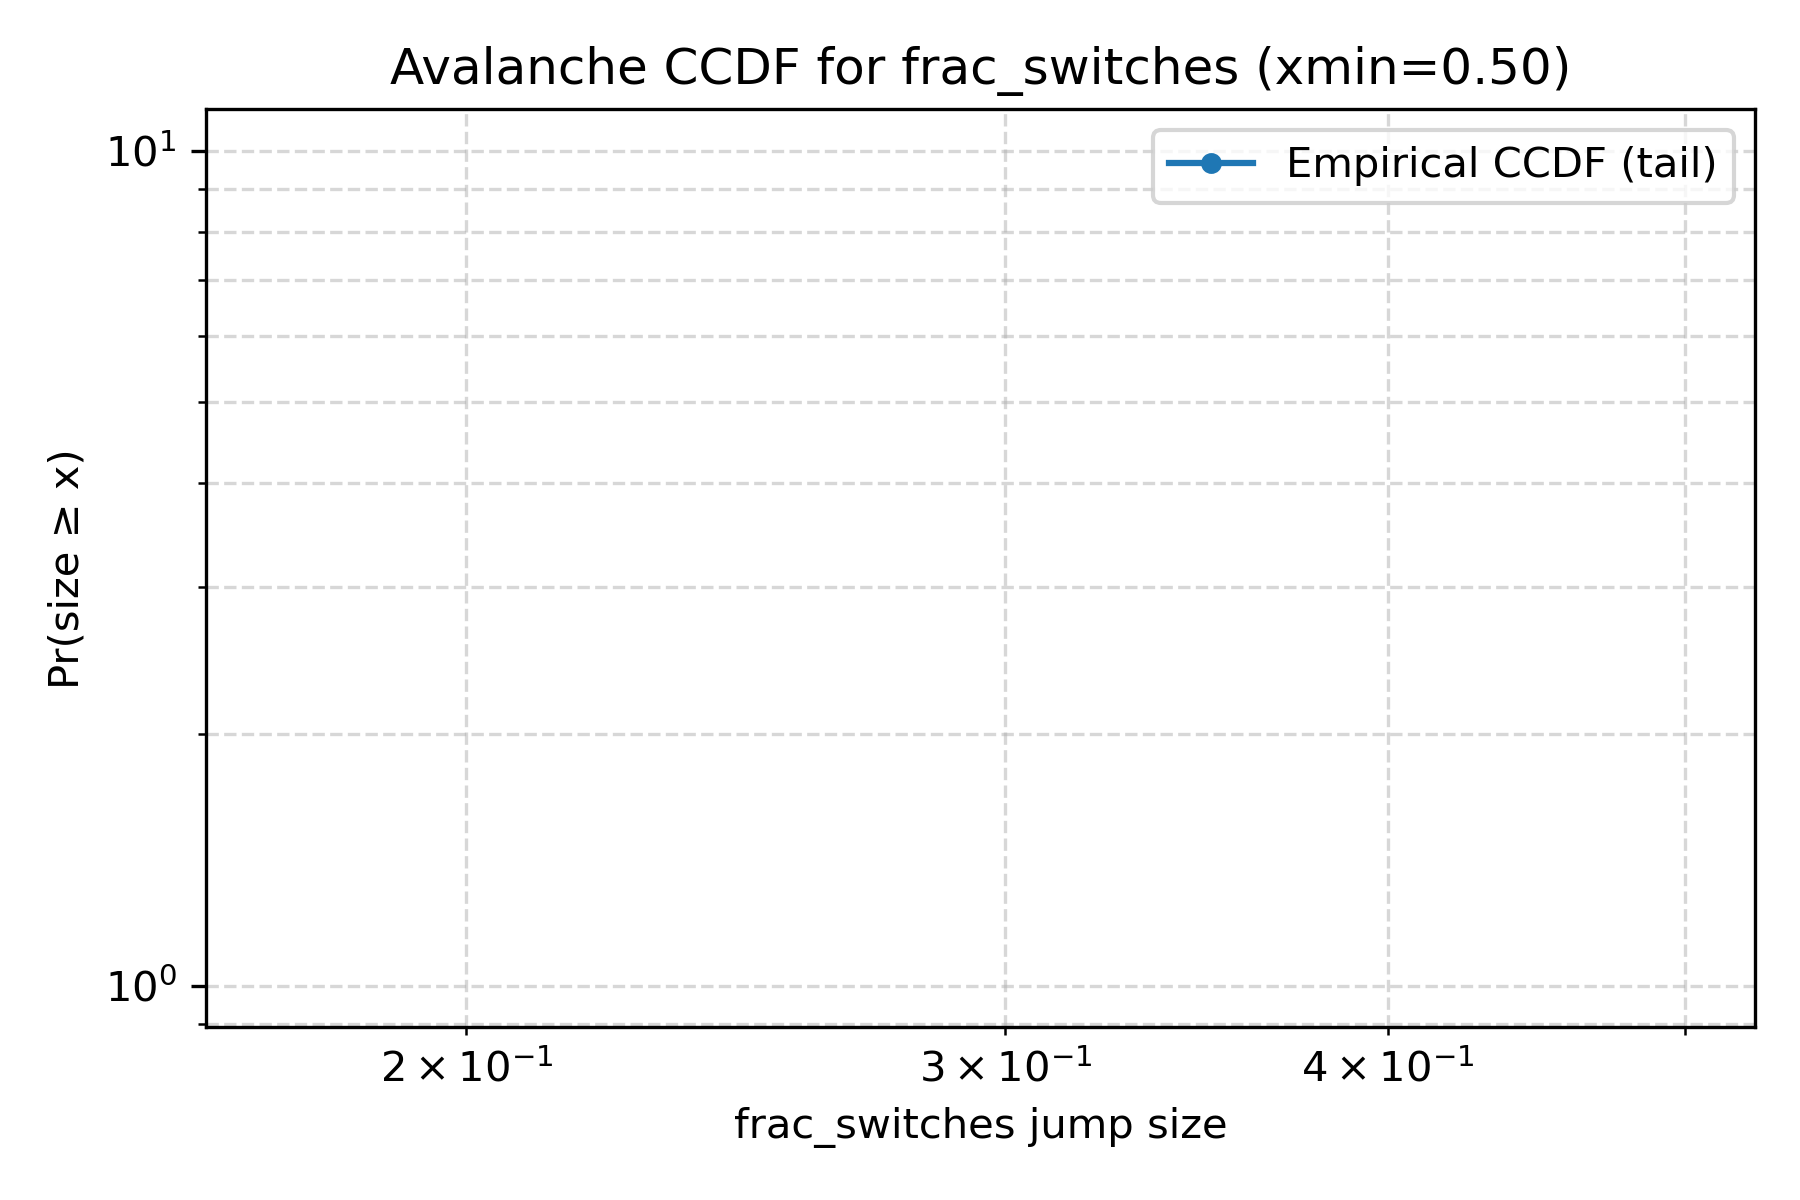 Avalanche CCDF for frac_switches (xmin=0.50)
Empirical CCDF (tail)
10¹
10⁰
Pr(size ≥ x)
2 × 10⁻¹
3 × 10⁻¹
4 × 10⁻¹
frac_switches jump size